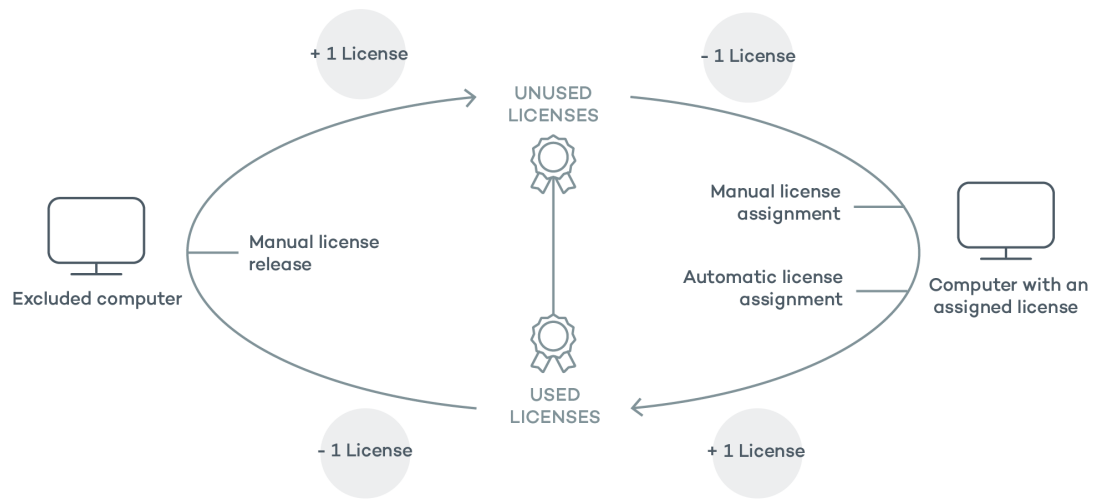 + 1 License
- 1 License
UNUSED
LICENSES
Manual license
assignment
Manual license
release
Automatic license
assignment
Excluded computer
Computer with an
assigned license
USED
LICENSES
- 1 License
+ 1 License